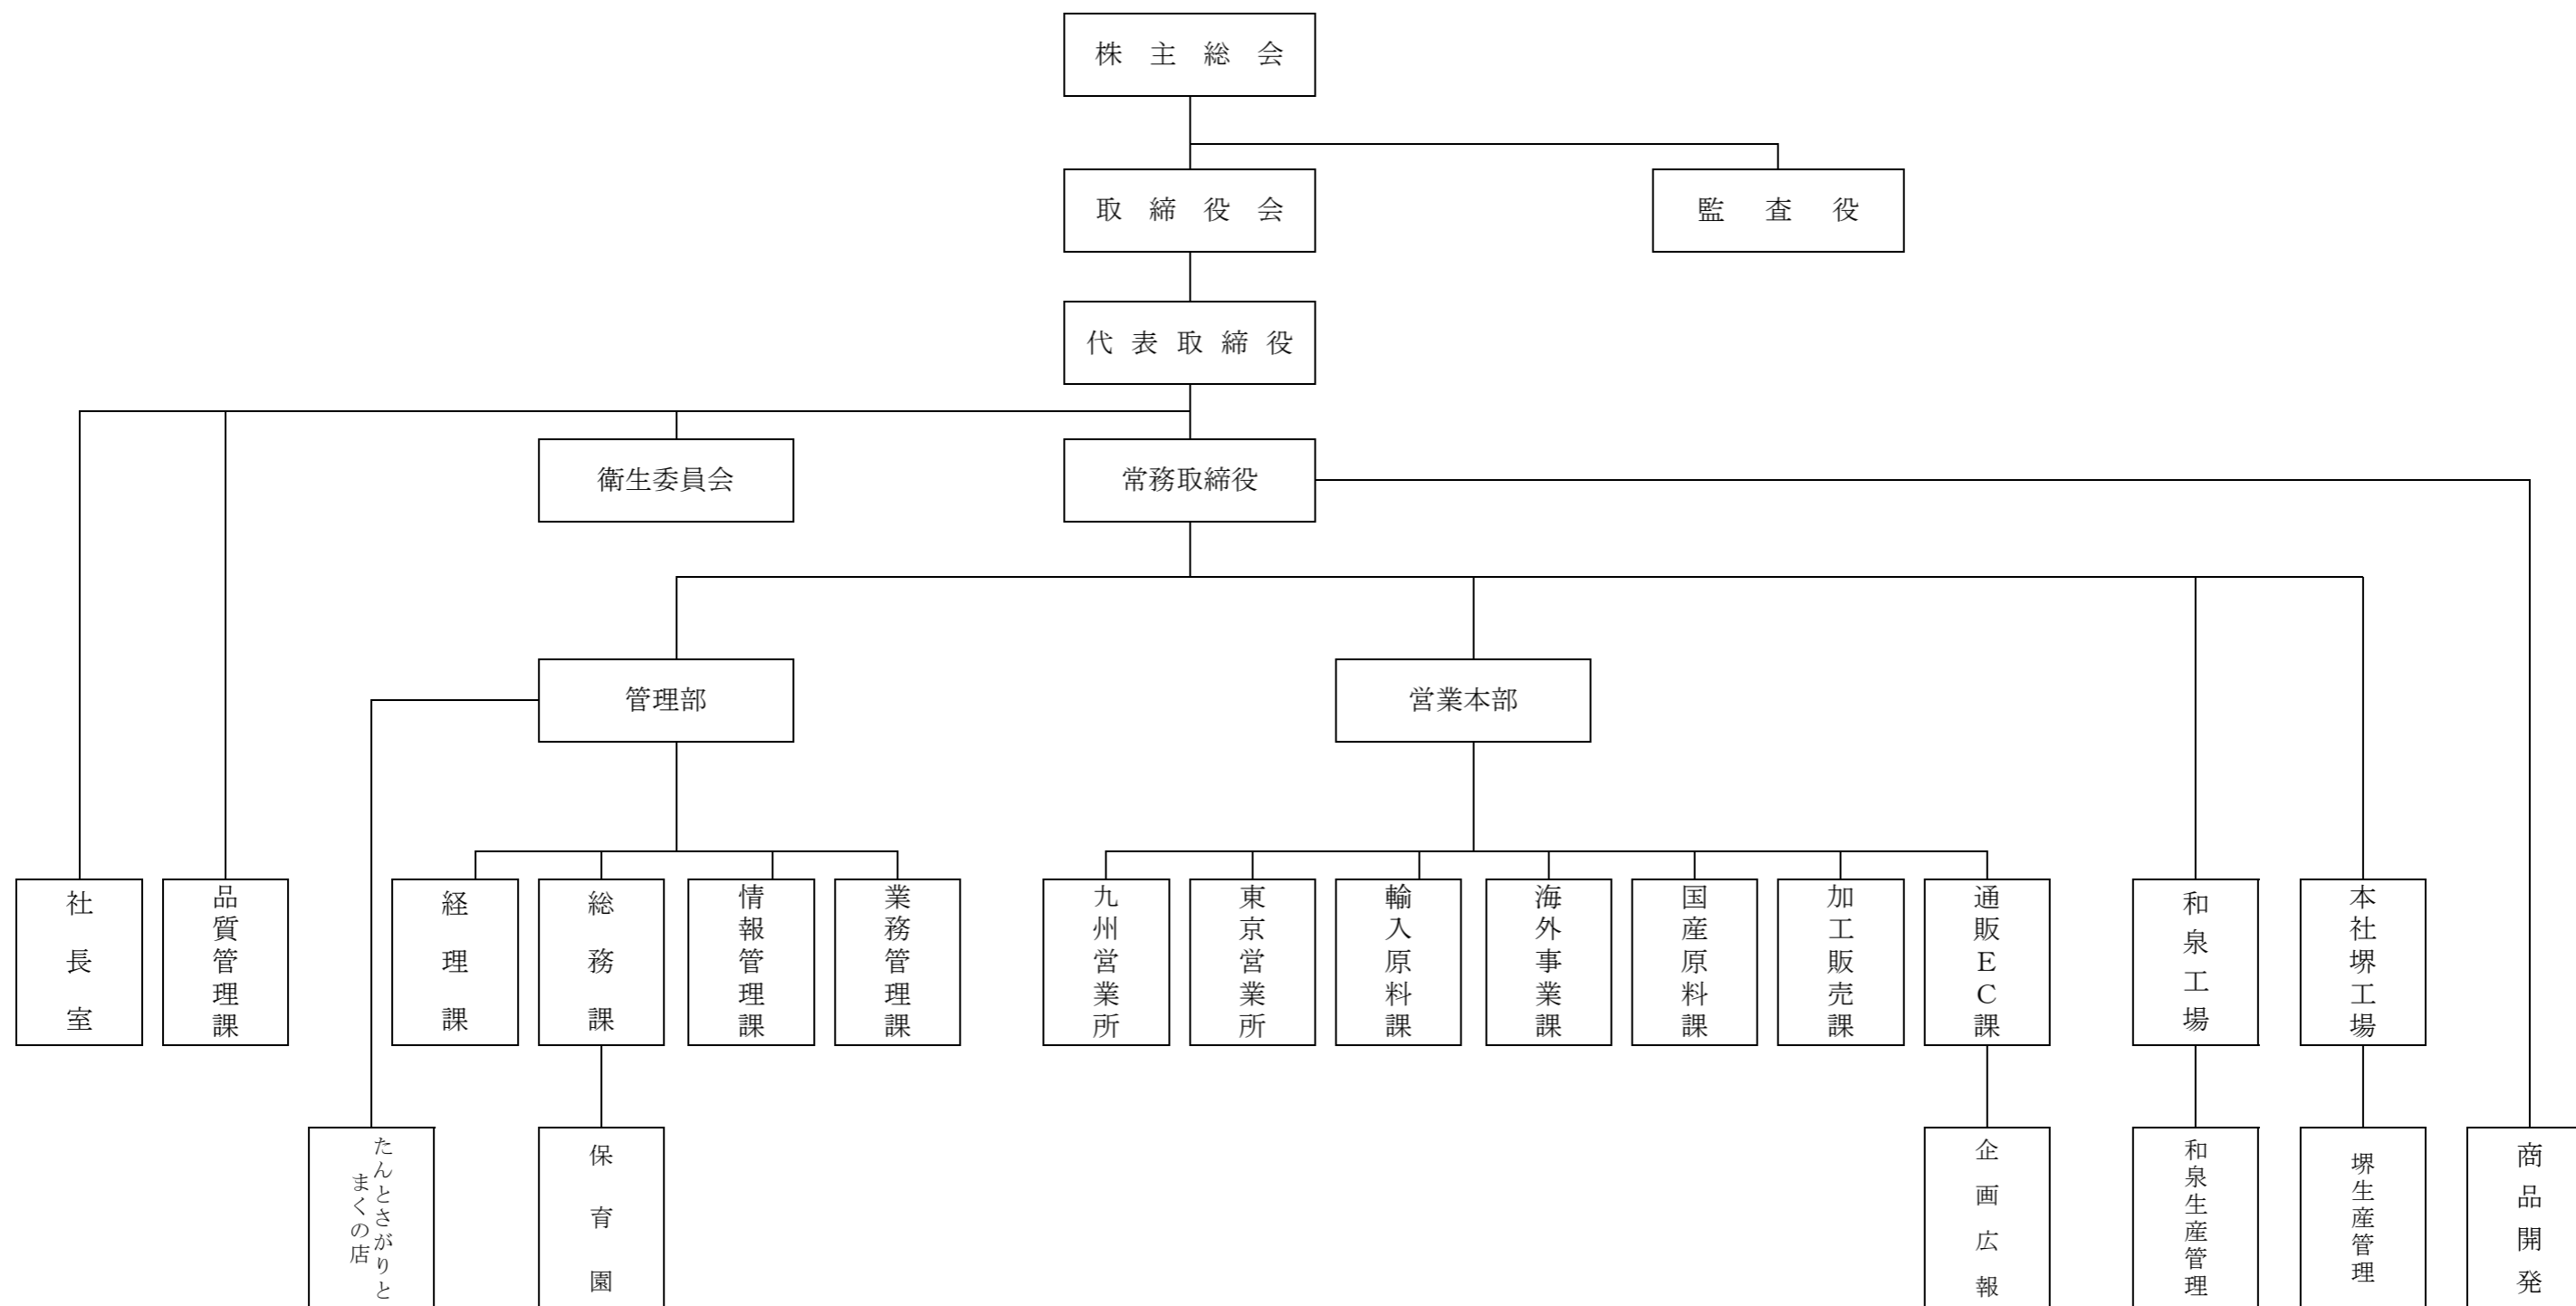 株主総会
取締役会
監査役
代表取締役
衛生委員会
常務取締役
管理部
営業本部
社長室
品質管理課
経理課
総務課
情報管理課
業務管理課
九州営業所
東京営業所
輸入原料課
海外事業課
国産原料課
加工販売課
通販EC課
和泉工場
本社堺工場
たんとさがりと
まくの店
保育園
企画広報
和泉生産管理
堺生産管理
商品開発